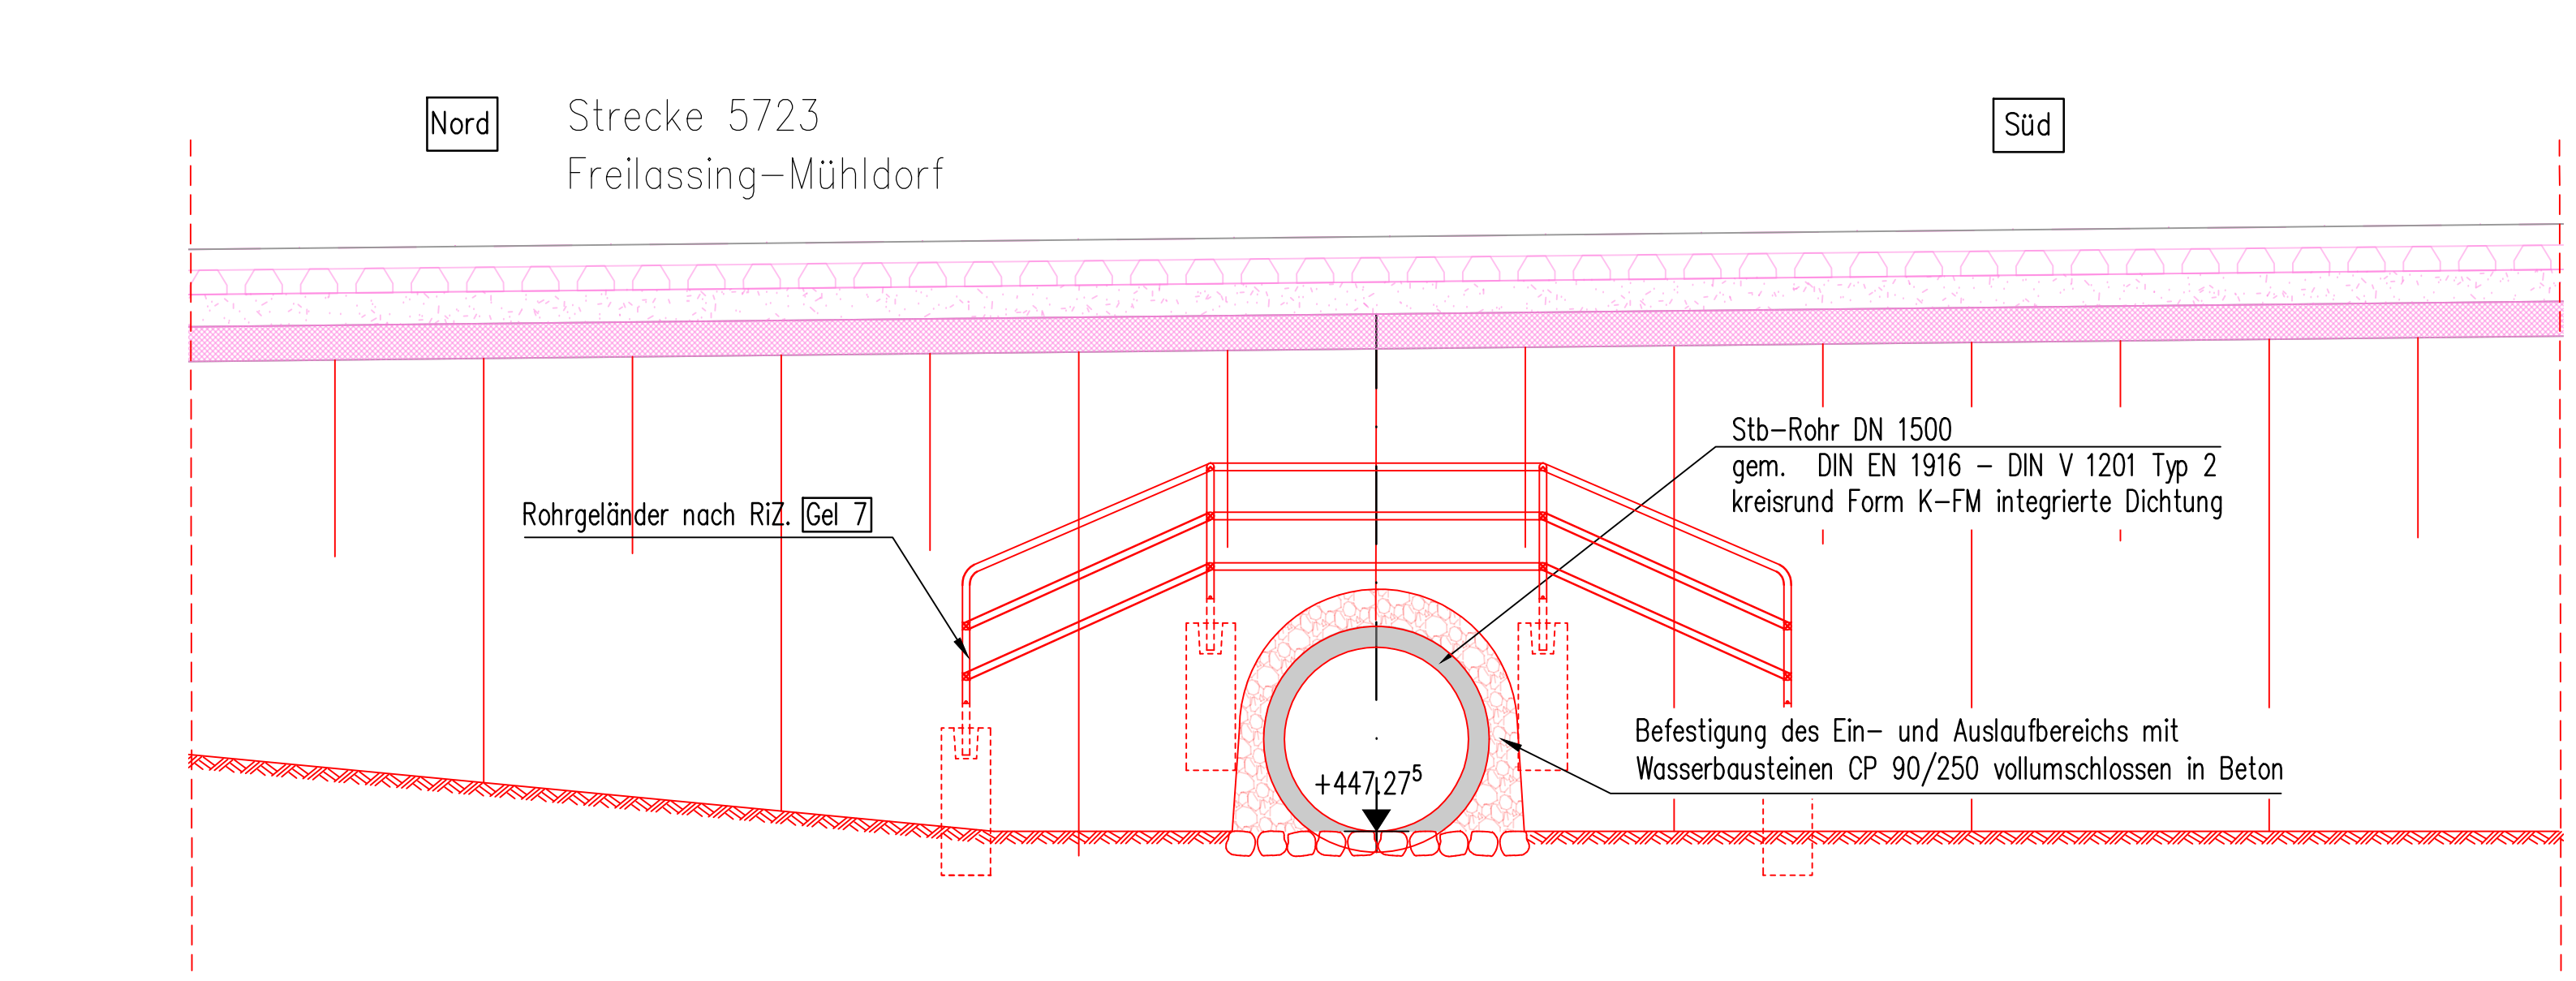 Nord
Strecke 5723
Freilassing-Mühldorf
Süd
Stb-Rohr DN 1500
gem. DIN EN 1916 - DIN V 1201 Typ 2
kreisrund Form K-FM integrierte Dichtung
Rohrgeländer nach RiZ. Gel 7
Befestigung des Ein- und Auslaufbereichs mit
Wasserbausteinen CP 90/250 vollumschlossen in Beton
+447.27⁵